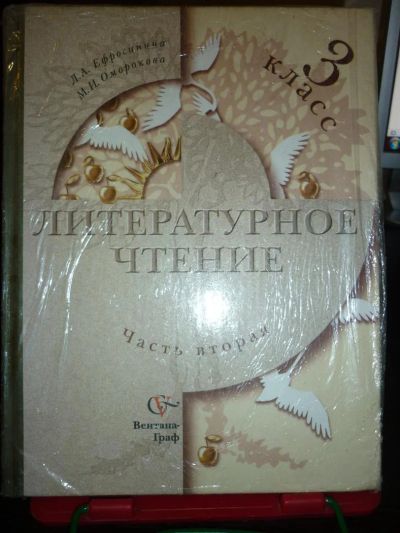 Л.А. Ефросинина
М.И. Оморокова
3
класс
ЛИТЕРАТУРНОЕ
ЧТЕНИЕ
Часть вторая
Вентана-
Граф